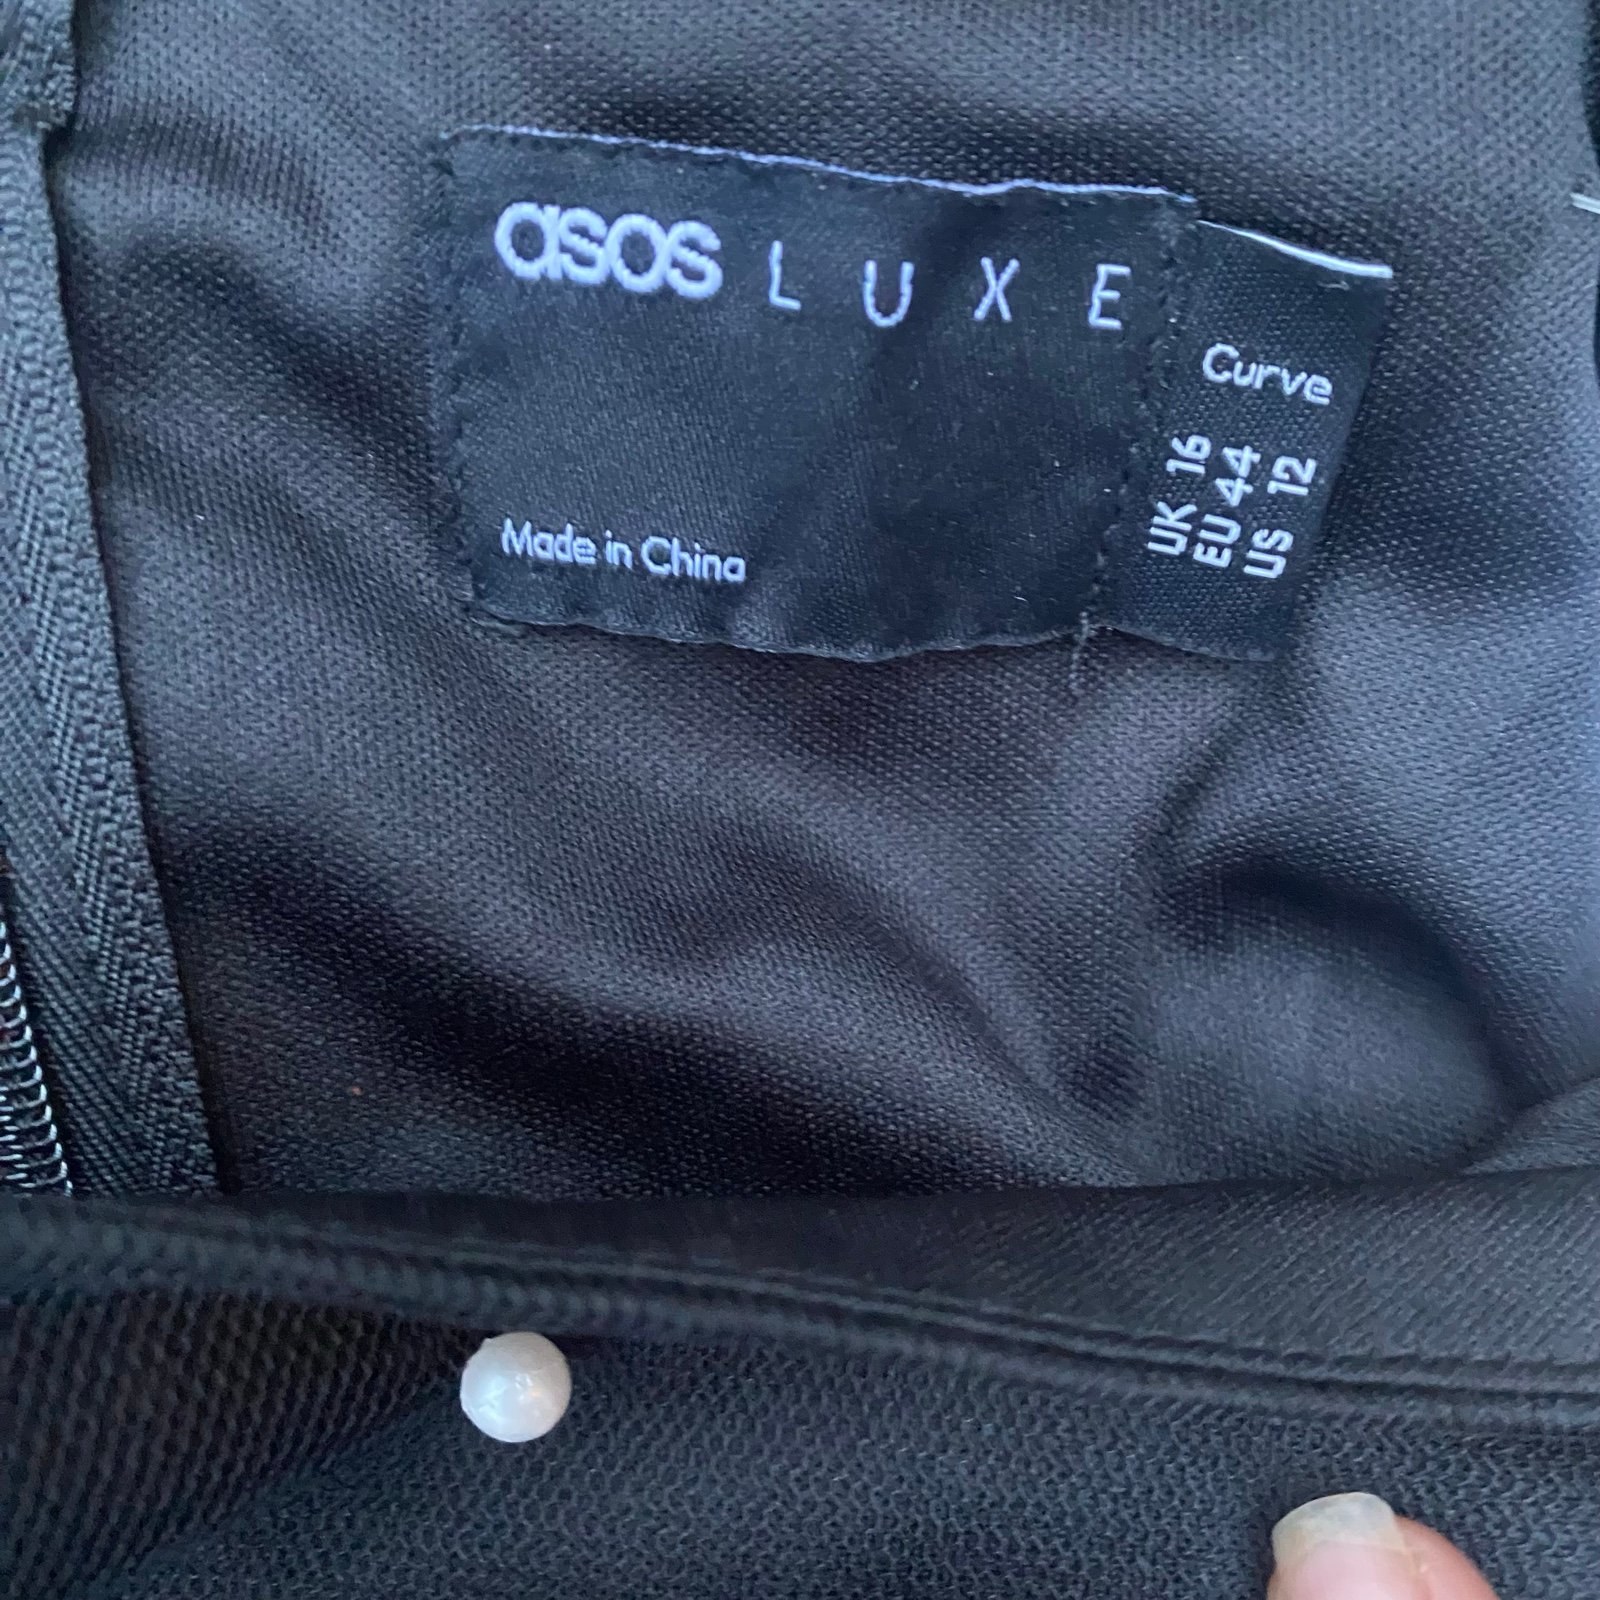 asos LUXE
Made in China
Curve
UK 16
EU 44
US 12